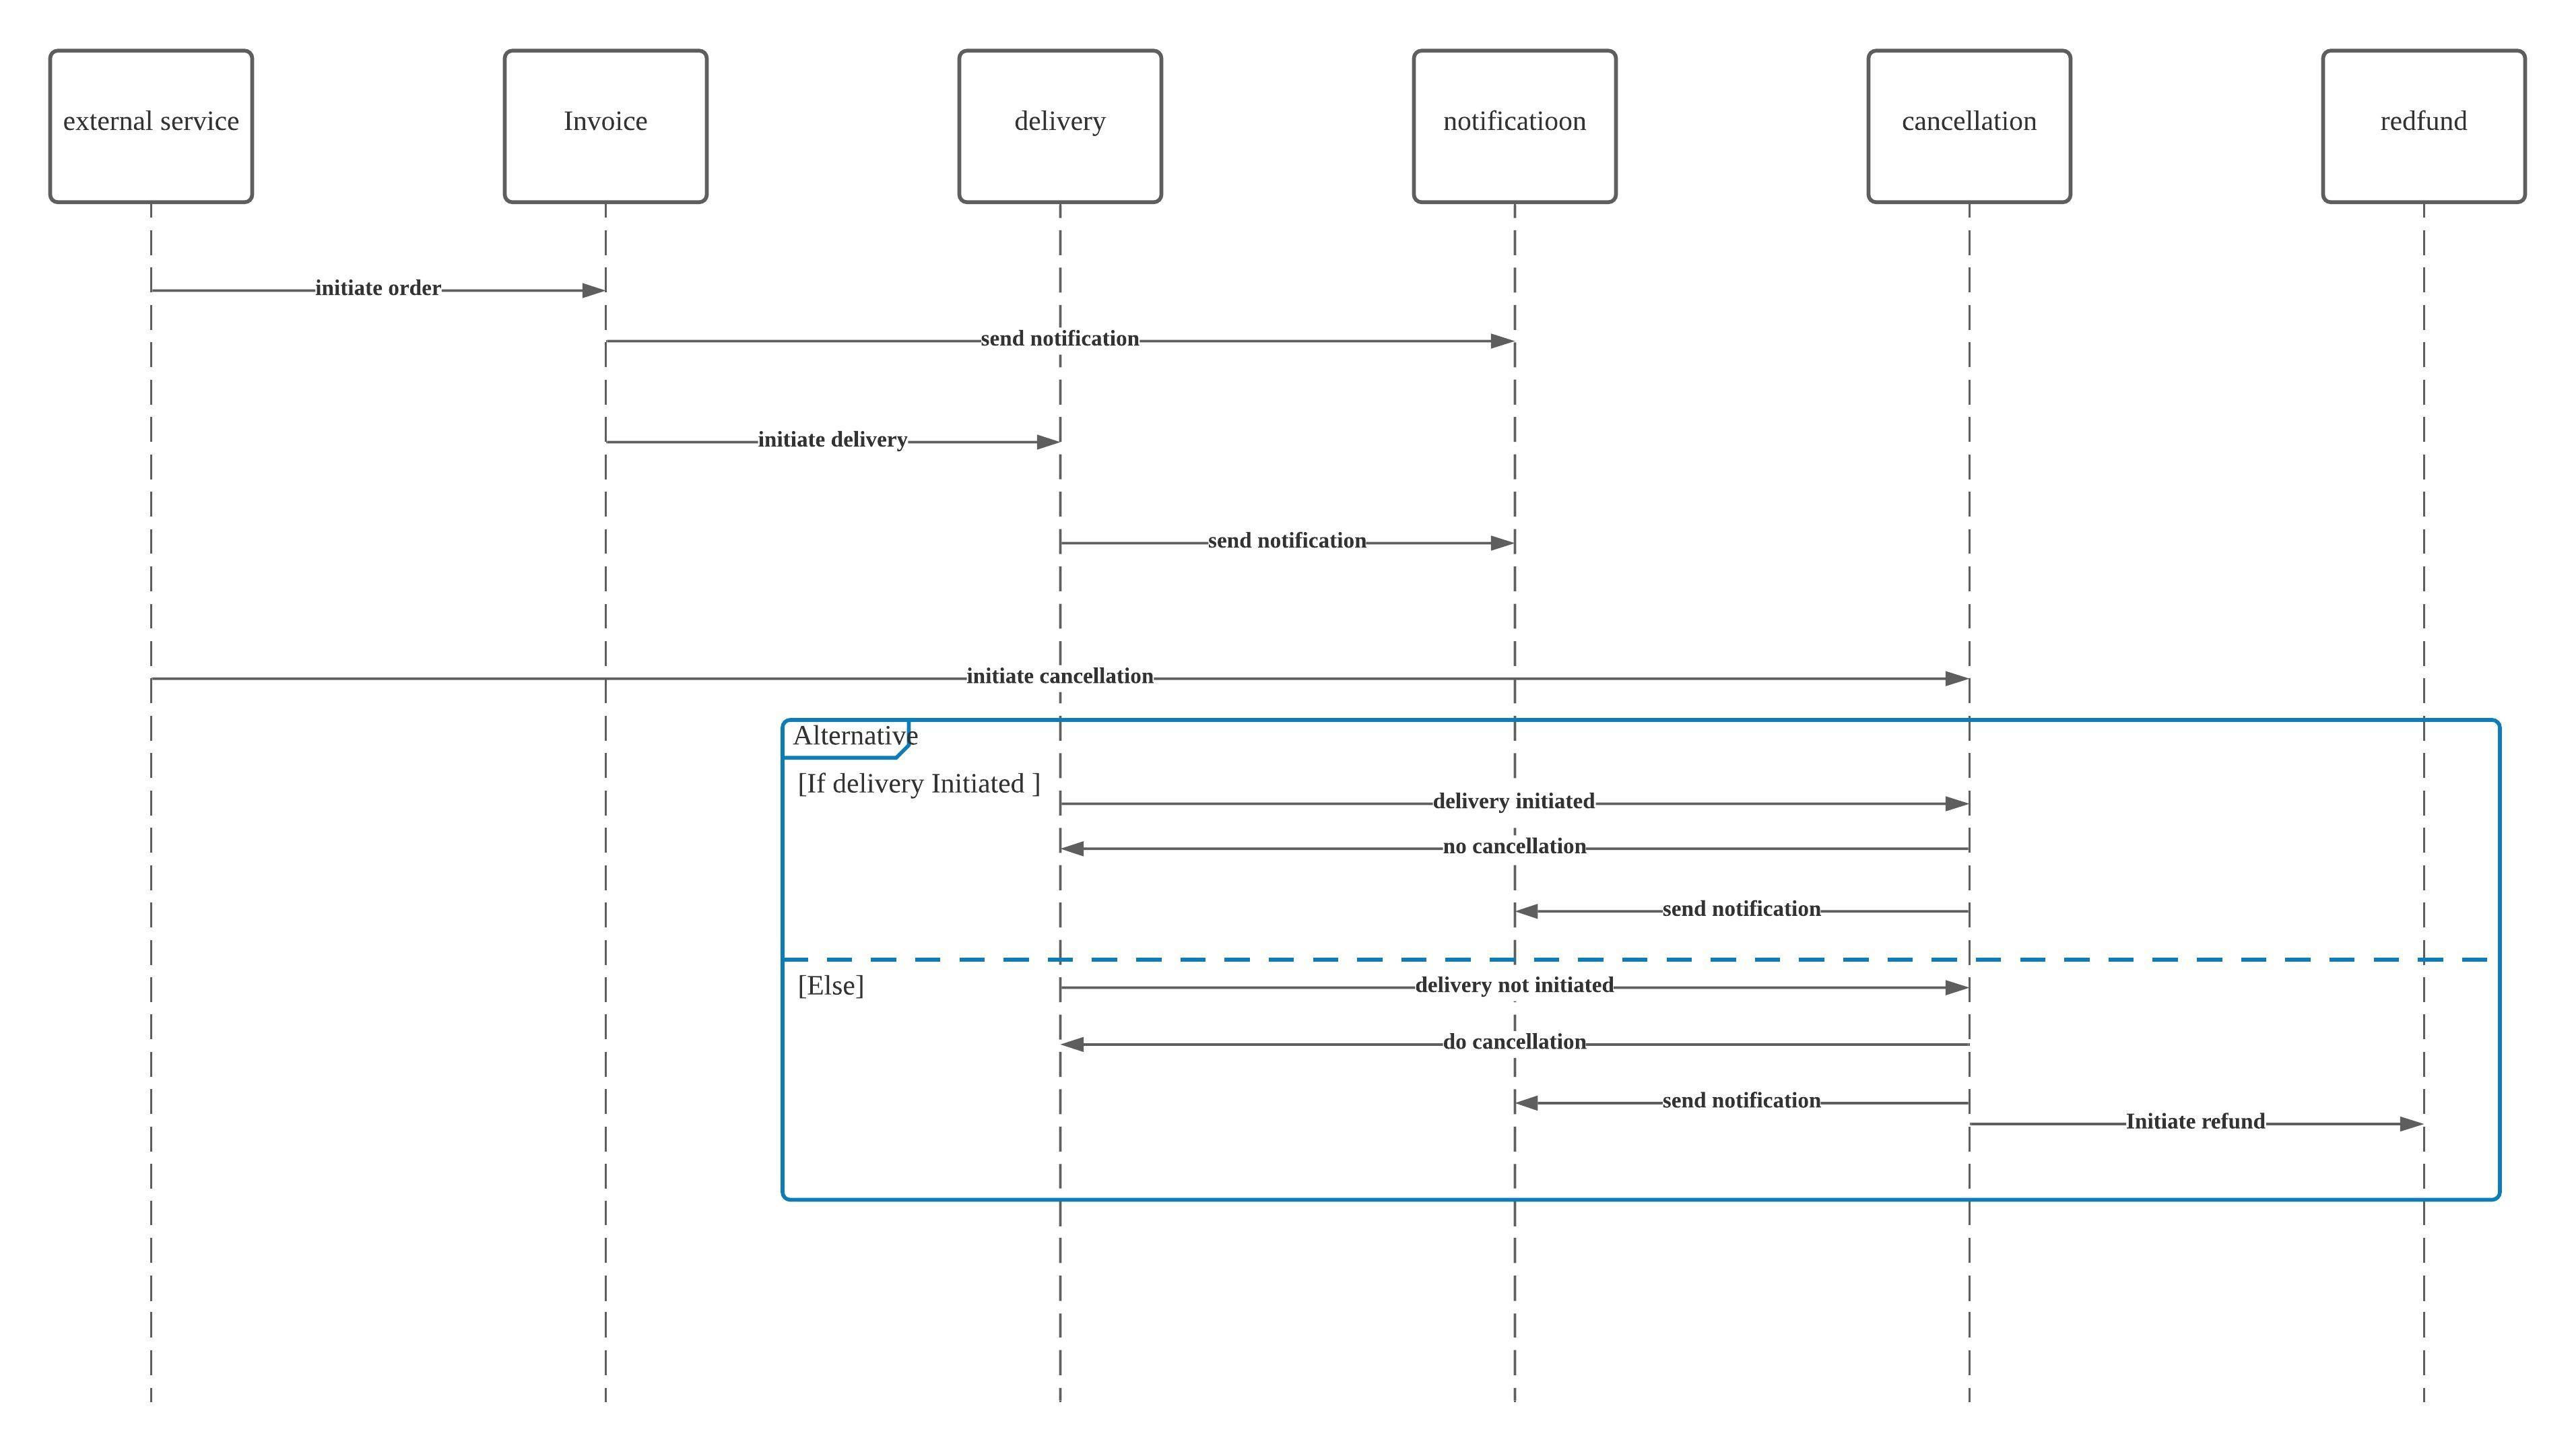 external service
Invoice
delivery
notificatioon
cancellation
redfund
initiate order
send notification
initiate delivery
send notification
initiate cancellation
Alternative
[If delivery Initiated ]
delivery initiated
no cancellation
send notification
[Else]
delivery not initiated
do cancellation
send notification
Initiate refund